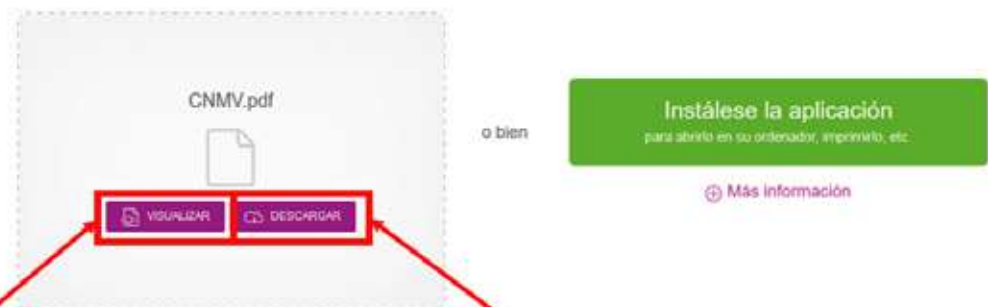 CNMV.pdf
VISUALIZAR
DESCARGAR
o bien
Instálese la aplicación
para abrirlo en su ordenador, imprimirlo, etc.
Más información